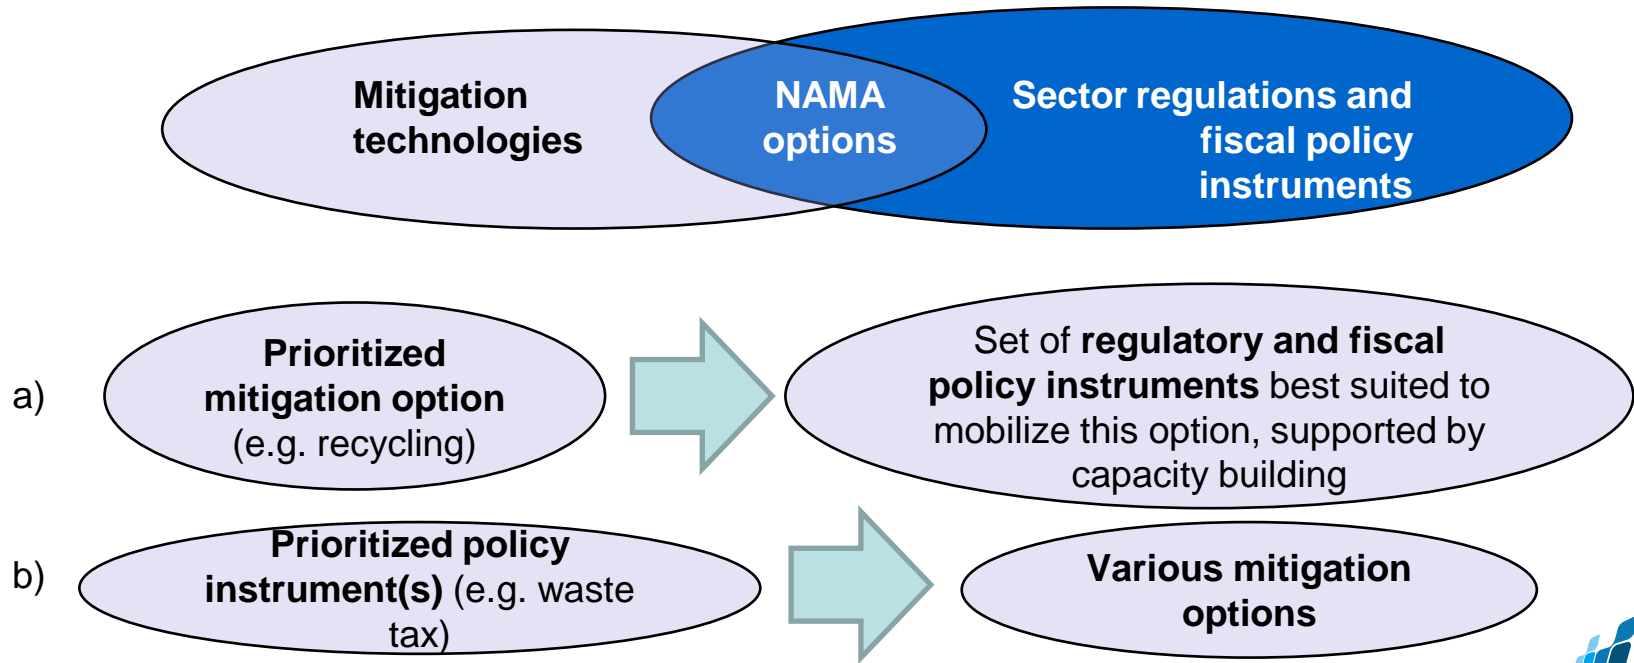 Mitigation
technologies
NAMA
options
Sector regulations and
fiscal policy
instruments
a)
Prioritized
mitigation option
(e.g. recycling)
Set of regulatory and fiscal
policy instruments best suited to
mobilize this option, supported by
capacity building
b)
Prioritized policy
instrument(s) (e.g. waste
tax)
Various mitigation
options